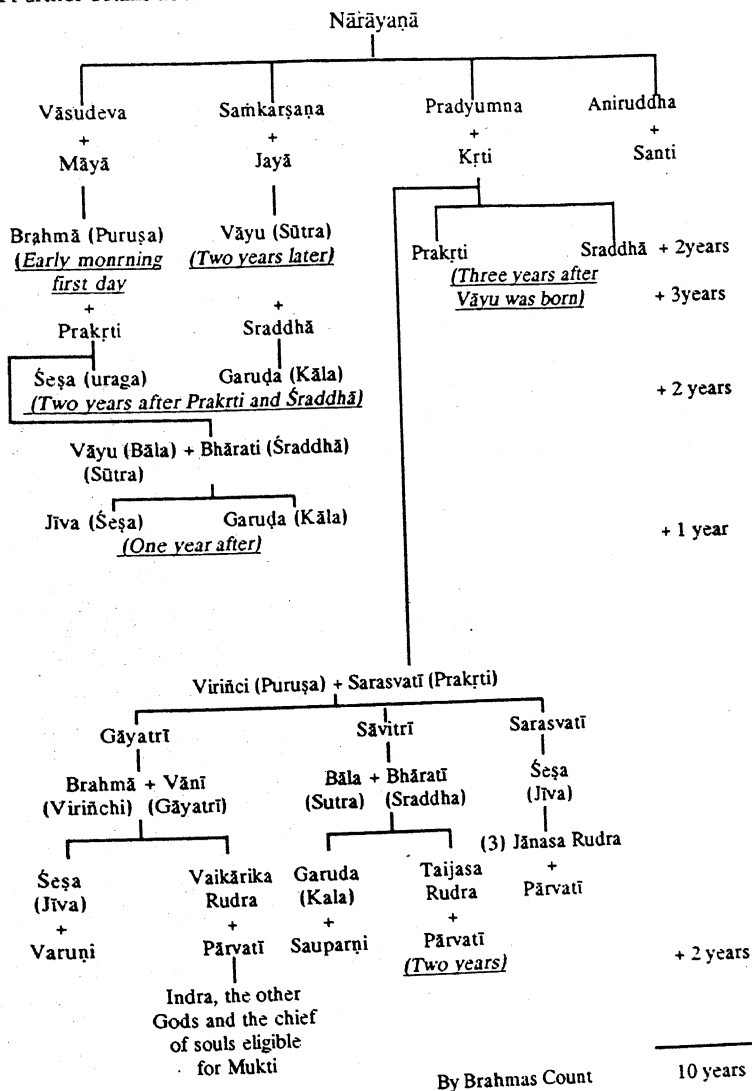 Nārāyaṇā
Vāsudeva
+
Māyā
Saṁkarṣaṇa
+
Jayā
Pradyumna
+
Kṛti
Aniruddha
+
Santi
Brahmā (Puruṣa)
(Early monrning
first day
+
Prakṛti
Vāyu (Sūtra)
(Two years later)
+
Sraddhā
Prakṛti
Sraddhā + 2years
(Three years after
Vāyu was born)
+ 3years
Śeṣa (uraga)
Garuḍa (Kāla)
(Two years after Prakrti and Śraddhā)
+ 2 years
Vāyu (Bāla) + Bhārati (Śraddhā)
(Sūtra)
Jīva (Śeṣa)
Garuḍa (Kāla)
(One year after)
+ 1 year
Viriñci (Puruṣa) + Sarasvatī (Prakṛti)
Gāyatrī
Sāvitrī
Sarasvatī
Brahmā + Vānī
(Viriñchi) (Gāyatrī)
Bāla + Bhāratī
(Sutra) (Sraddha)
Śeṣa
(Jīva)
(3) Jānasa Rudra
+
Pārvatī
Śeṣa
(Jīva)
+
Varuṇi
Vaikārika
Rudra
+
Pārvatī
Garuda
(Kala)
+
Sauparṇi
Taijasa
Rudra
+
Pārvatī
(Two years)
+ 2 years
Indra, the other
Gods and the chief
of souls eligible
for Mukti
By Brahmas Count
10 years